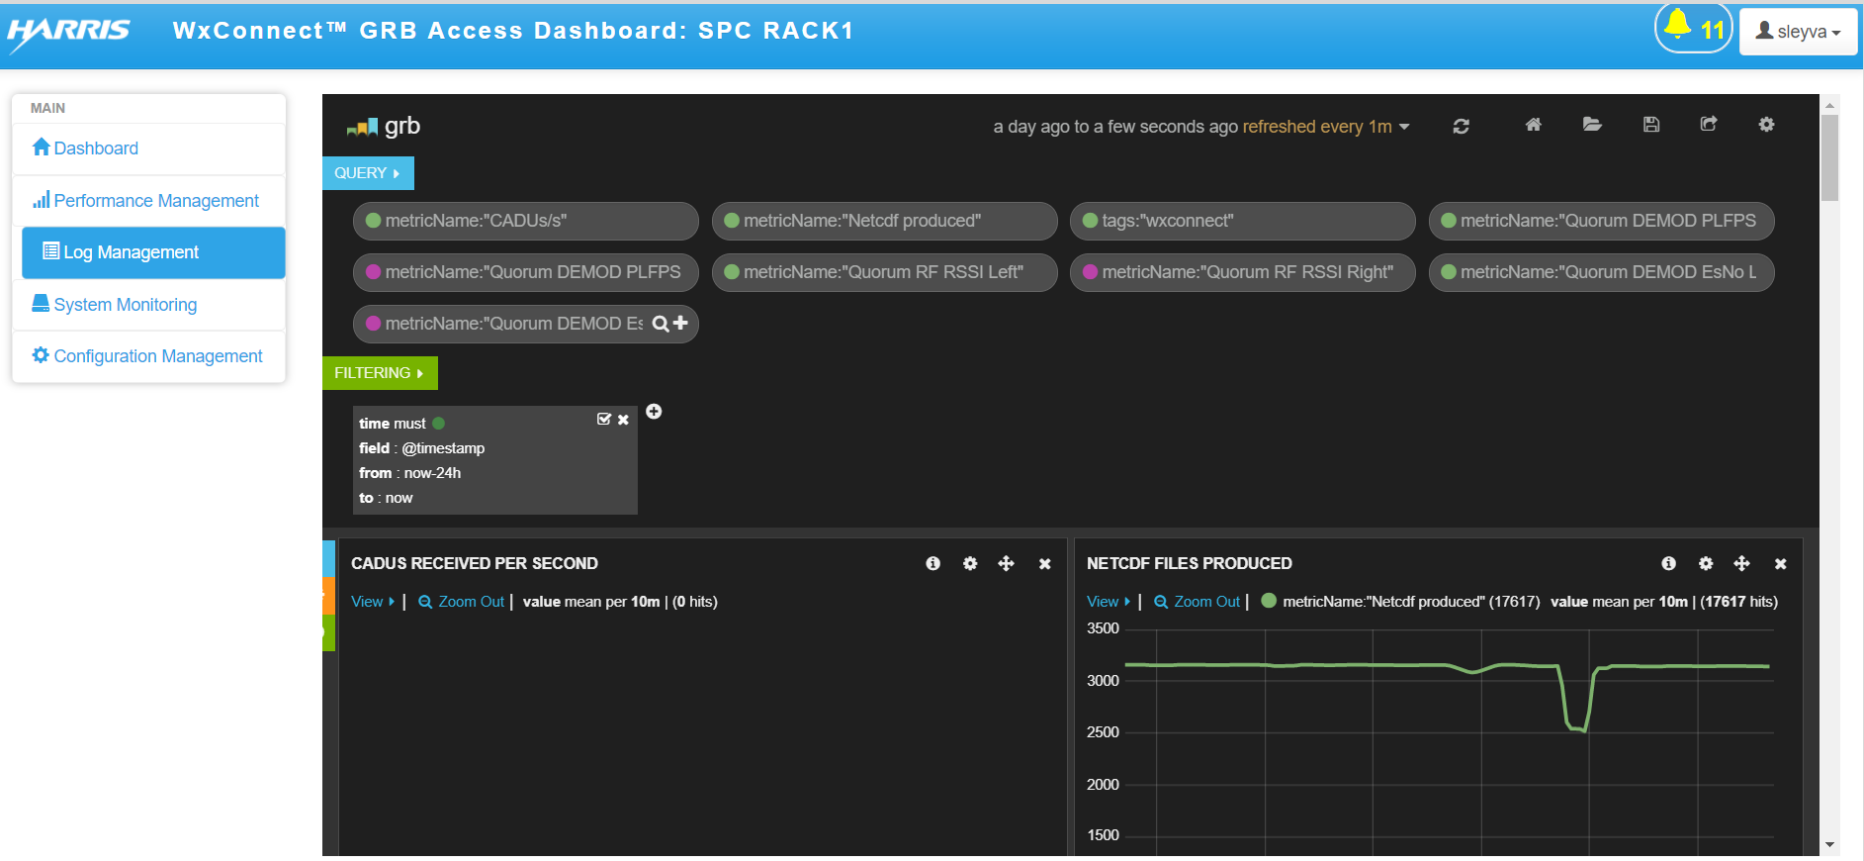 HARRIS
WxConnect™ GRB Access Dashboard: SPC RACK1
11
sleyva
MAIN
Dashboard
Performance Management
Log Management
System Monitoring
Configuration Management
grb
a day ago to a few seconds ago refreshed every 1m
QUERY
metricName:"CADUs/s"
metricName:"Netcdf produced"
tags:"wxconnect"
metricName:"Quorum DEMOD PLFPS
metricName:"Quorum DEMOD PLFPS
metricName:"Quorum RF RSSI Left"
metricName:"Quorum RF RSSI Right"
metricName:"Quorum DEMOD EsNo L
metricName:"Quorum DEMOD Es
FILTERING
time must
field : @timestamp
from : now-24h
to : now
CADUS RECEIVED PER SECOND
View | Zoom Out | value mean per 10m | (0 hits)
NETCDF FILES PRODUCED
View | Zoom Out | metricName:"Netcdf produced" (17617) value mean per 10m | (17617 hits)
3500
3000
2500
2000
1500